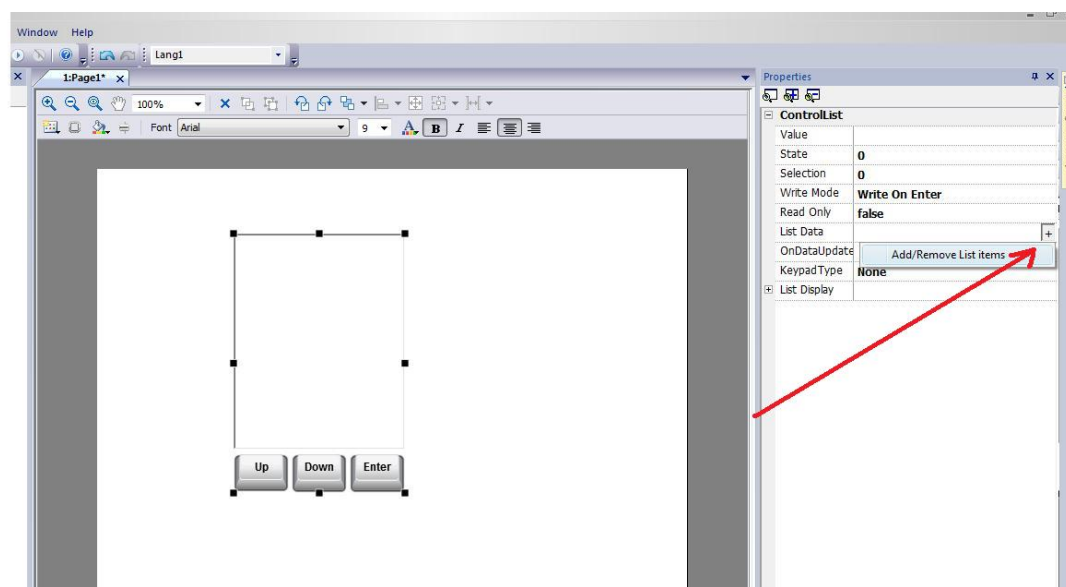 Window Help
Lang1
1:Page1* x
Properties
100%
Font Arial 9 B I
ControlList
Value
State 0
Selection 0
Write Mode Write On Enter
Read Only false
List Data +
OnDataUpdate
Add/Remove List items
KeypadType None
List Display
Up Down Enter